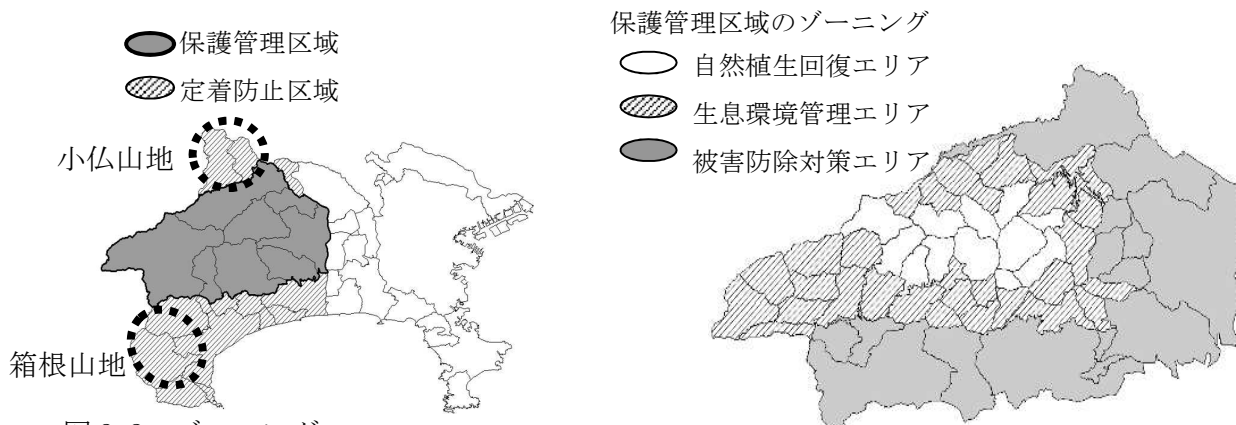 保護管理区域
定着防止区域
小仏山地
箱根山地
保護管理区域のゾーニング
自然植生回復エリア
生息環境管理エリア
被害防除対策エリア